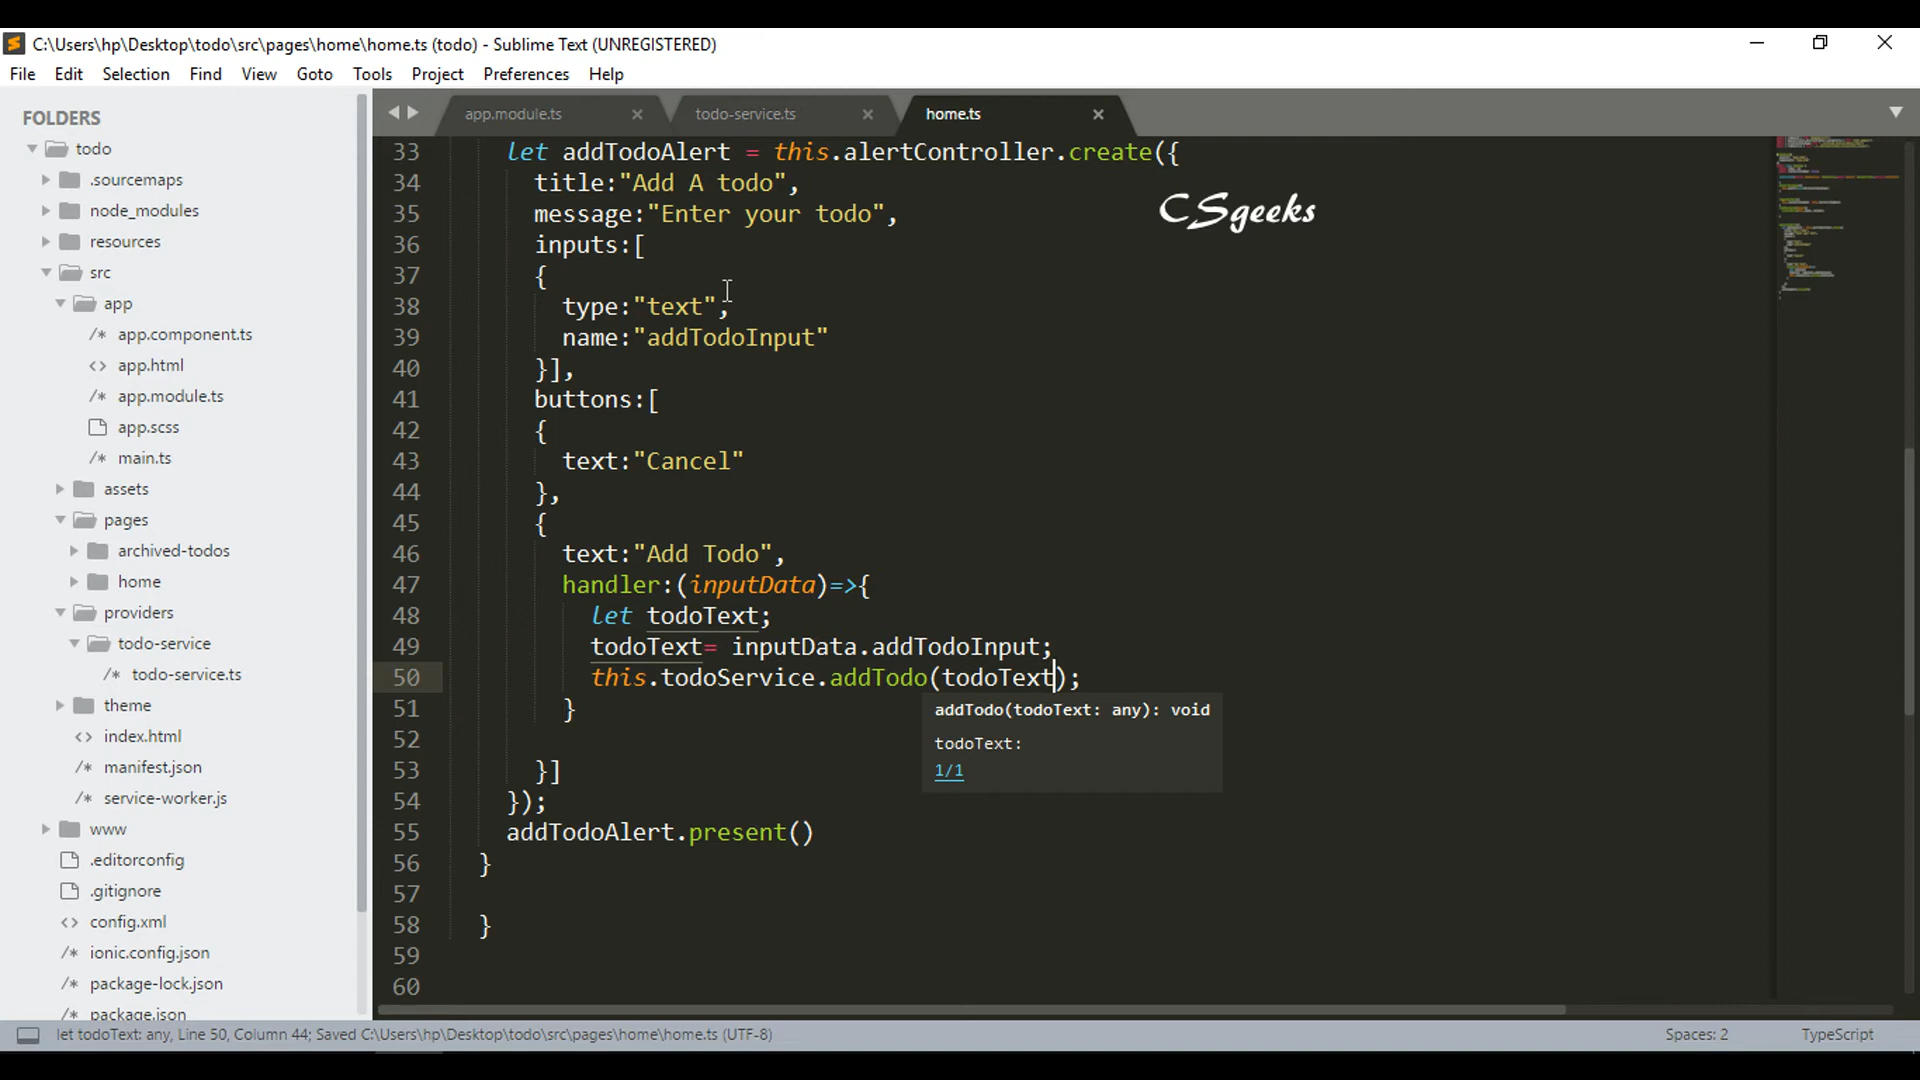 C:\Users\hp\Desktop\todo\src\pages\home\home.ts (todo) - Sublime Text (UNREGISTERED)
File Edit Selection Find View Goto Tools Project Preferences Help
FOLDERS
todo
.sourcemaps
node_modules
resources
src
app
/* app.component.ts
<> app.html
/* app.module.ts
app.scss
/* main.ts
assets
pages
archived-todos
home
providers
todo-service
/* todo-service.ts
theme
<> index.html
/* manifest.json
/* service-worker.js
www
.editorconfig
.gitignore
<> config.xml
/* ionic.config.json
/* package-lock.json
/* package.json
app.module.ts × todo-service.ts × home.ts ×
33 let addTodoAlert = this.alertController.create({
34 title:"Add A todo",
35 message:"Enter your todo",
36 inputs:[
37 {
38 type:"text",
39 name:"addTodoInput"
40 }],
41 buttons:[
42 {
43 text:"Cancel"
44 },
45 {
46 text:"Add Todo",
47 handler:(inputData)=>{
48 let todoText;
49 todoText= inputData.addTodoInput;
50 this.todoService.addTodo(todoText);
51 }
52
53 }]
54 });
55 addTodoAlert.present()
56 }
57
58 }
59
60
CSgeeks
addTodo(todoText: any): void
todoText:
1/1
let todoText: any, Line 50, Column 44; Saved C:\Users\hp\Desktop\todo\src\pages\home\home.ts (UTF-8) Spaces: 2 TypeScript